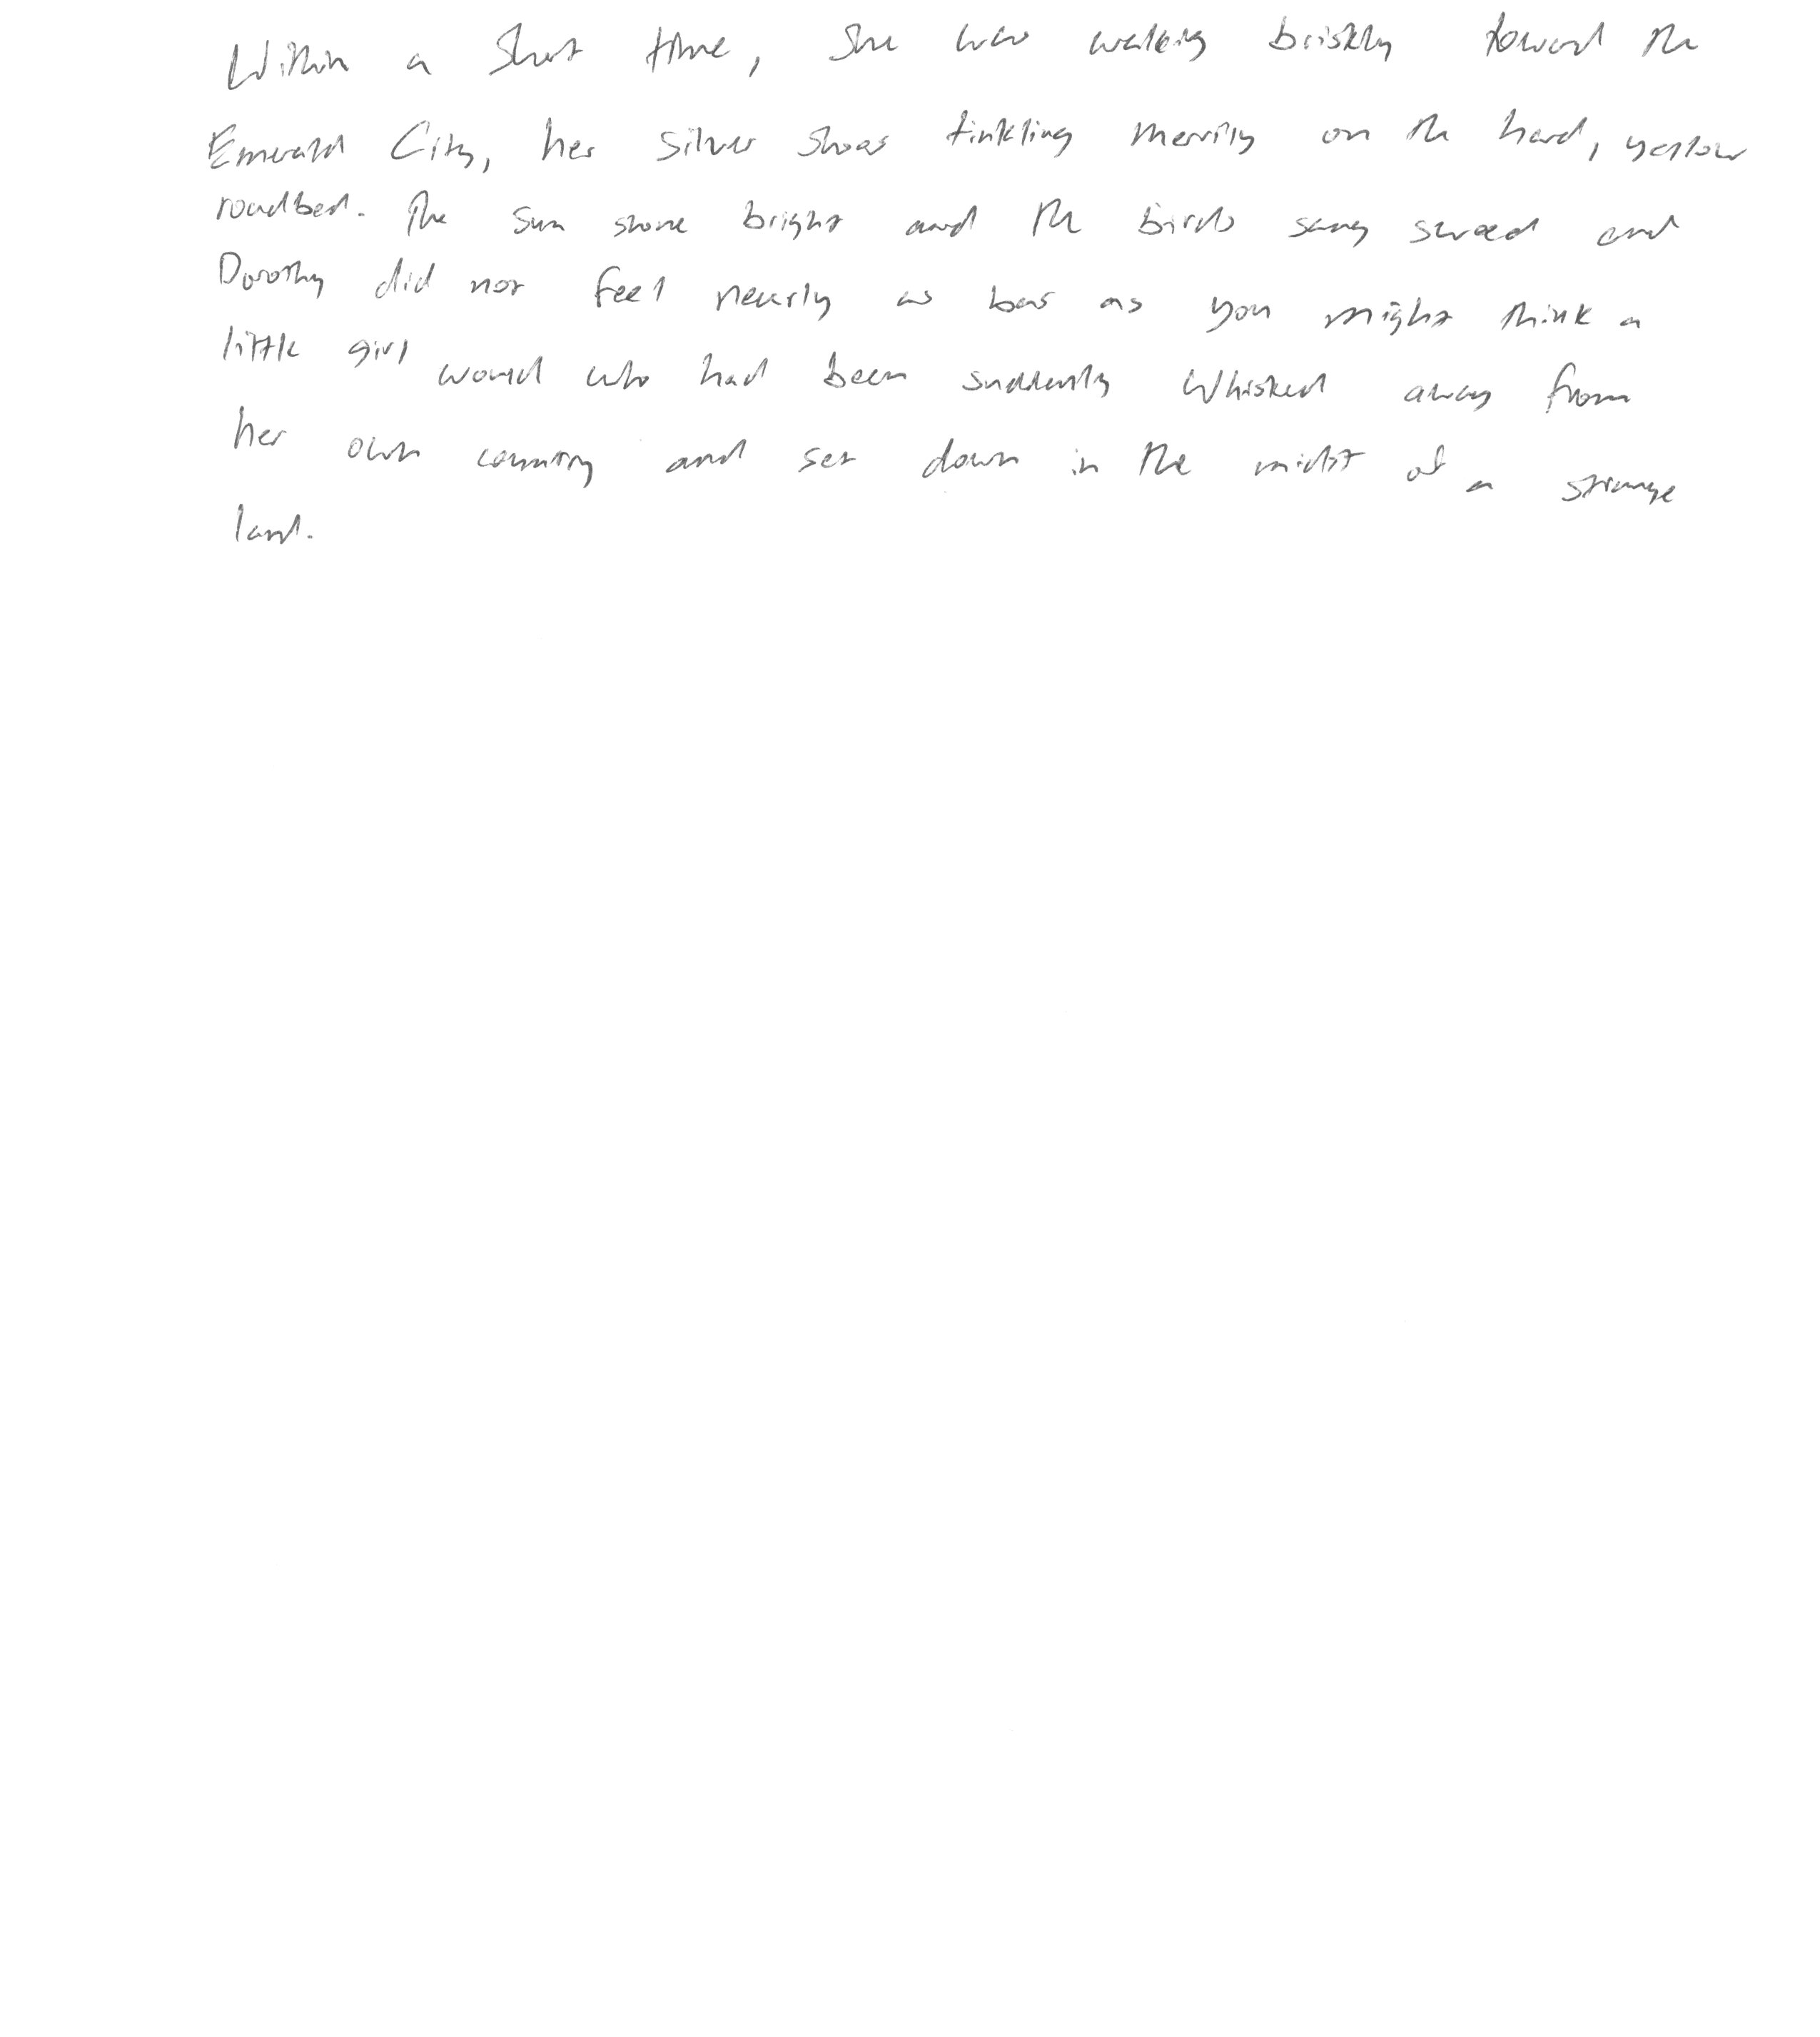 Within a short time, she was walking briskly toward the
Emerald City, her silver shoes tinkling merrily on the hard, yellow
roadbed. The sun shone bright and the birds sang sweet and
Dorothy did not feel nearly as bad as you might think a
little girl would who had been suddenly whisked away from
her own country and set down in the midst of a strange
land.